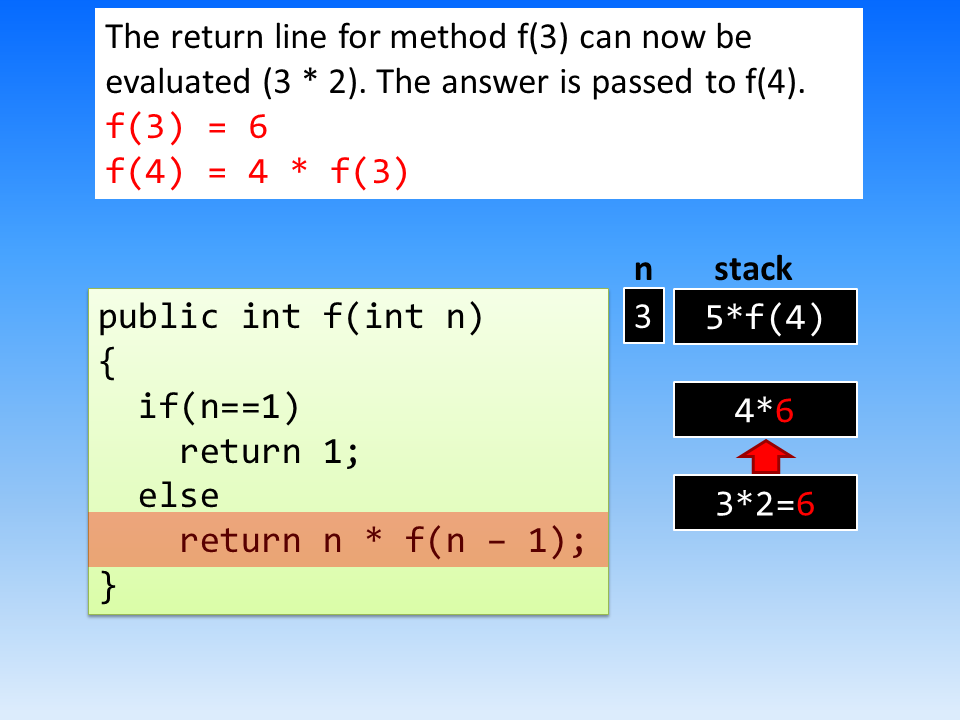 The return line for method f(3) can now be
evaluated (3 * 2). The answer is passed to f(4).
f(3) = 6
f(4) = 4 * f(3)
n stack
public int f(int n)
{
  if(n==1)
    return 1;
  else
    return n * f(n – 1);
}
3 5*f(4)
4*6
3*2=6